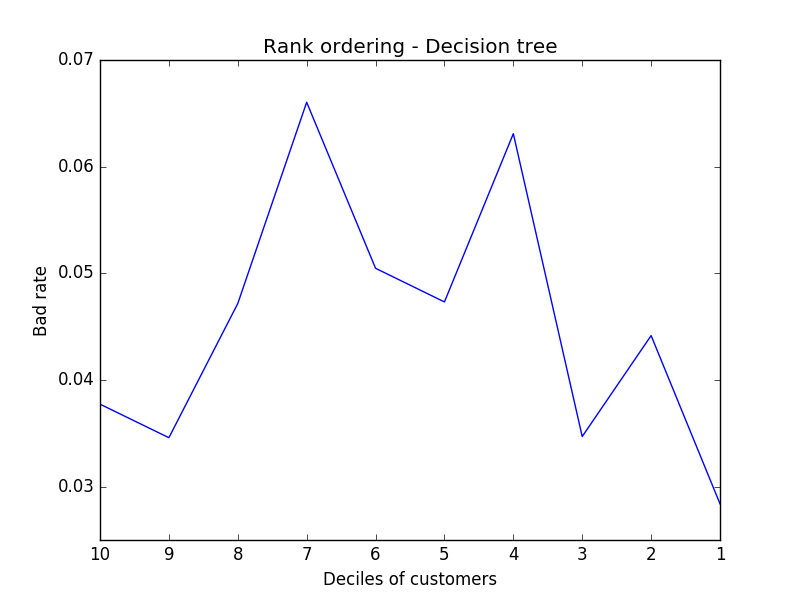 Rank ordering - Decision tree
0.07
0.06
0.05
0.04
0.03
Bad rate
10 9 8 7 6 5 4 3 2 1
Deciles of customers